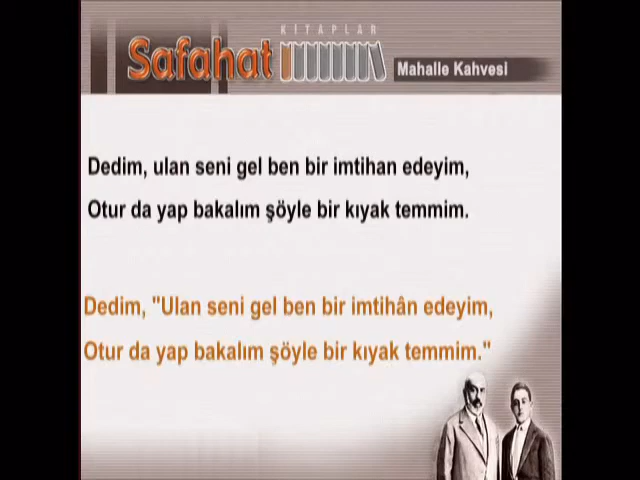 KİTAPLAR
Safahat
Mahalle Kahvesi
Dedim, ulan seni gel ben bir imtihan edeyim,
Otur da yap bakalım şöyle bir kıyak temmim.
Dedim, "Ulan seni gel ben bir imtihân edeyim,
Otur da yap bakalım şöyle bir kıyak temmim."